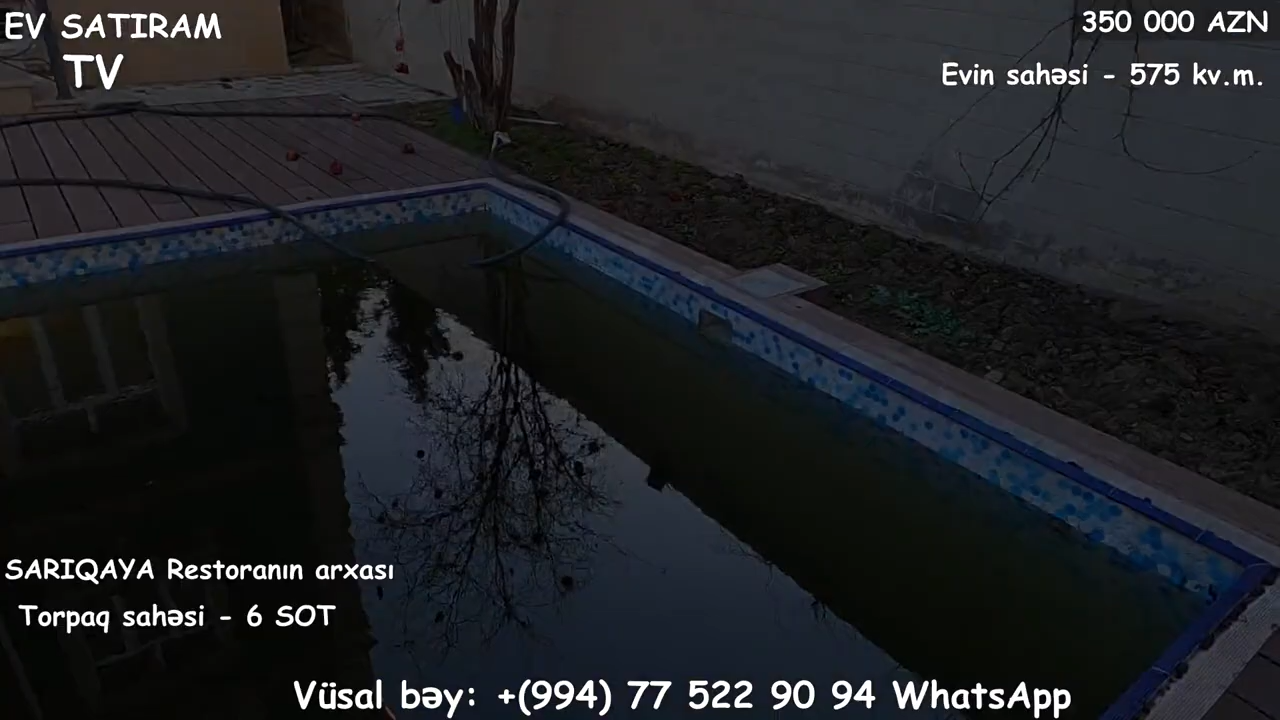 EV SATIRAM
TV
350 000 AZN
Evin sahəsi - 575 kv.m.
SARIQAYA Restoranın arxası
Torpaq sahəsi - 6 SOT
Vüsal bəy: +(994) 77 522 90 94 WhatsApp